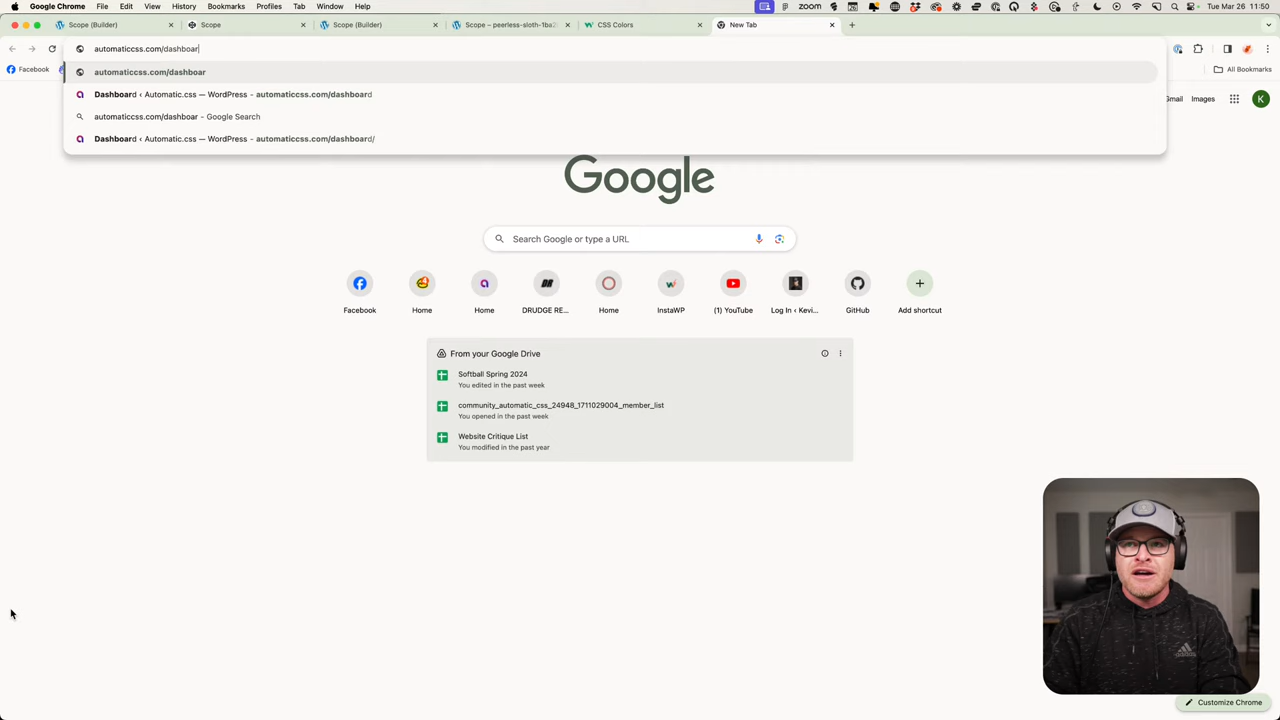 Google Chrome File Edit View History Bookmarks Profiles Tab Window Help zoom Tue Mar 26 11:50
Scope (Builder) Scope Scope (Builder) Scope – peerless-sloth-1ba2 CSS Colors New Tab
automaticcss.com/dashboar
Facebook automaticcss.com/dashboar All Bookmarks
Dashboard ‹ Automatic.css — WordPress - automaticcss.com/dashboard
Gmail Images K
automaticcss.com/dashboar - Google Search
Dashboard ‹ Automatic.css — WordPress - automaticcss.com/dashboard/
Google
Search Google or type a URL
DR
Facebook Home Home DRUDGE RE... Home InstaWP (1) YouTube Log In ‹ Kevi... GitHub Add shortcut
From your Google Drive
Softball Spring 2024
You edited in the past week
community_automatic_css_24948_1711029004_member_list
You opened in the past week
Website Critique List
You modified in the past year
adidas
Customize Chrome